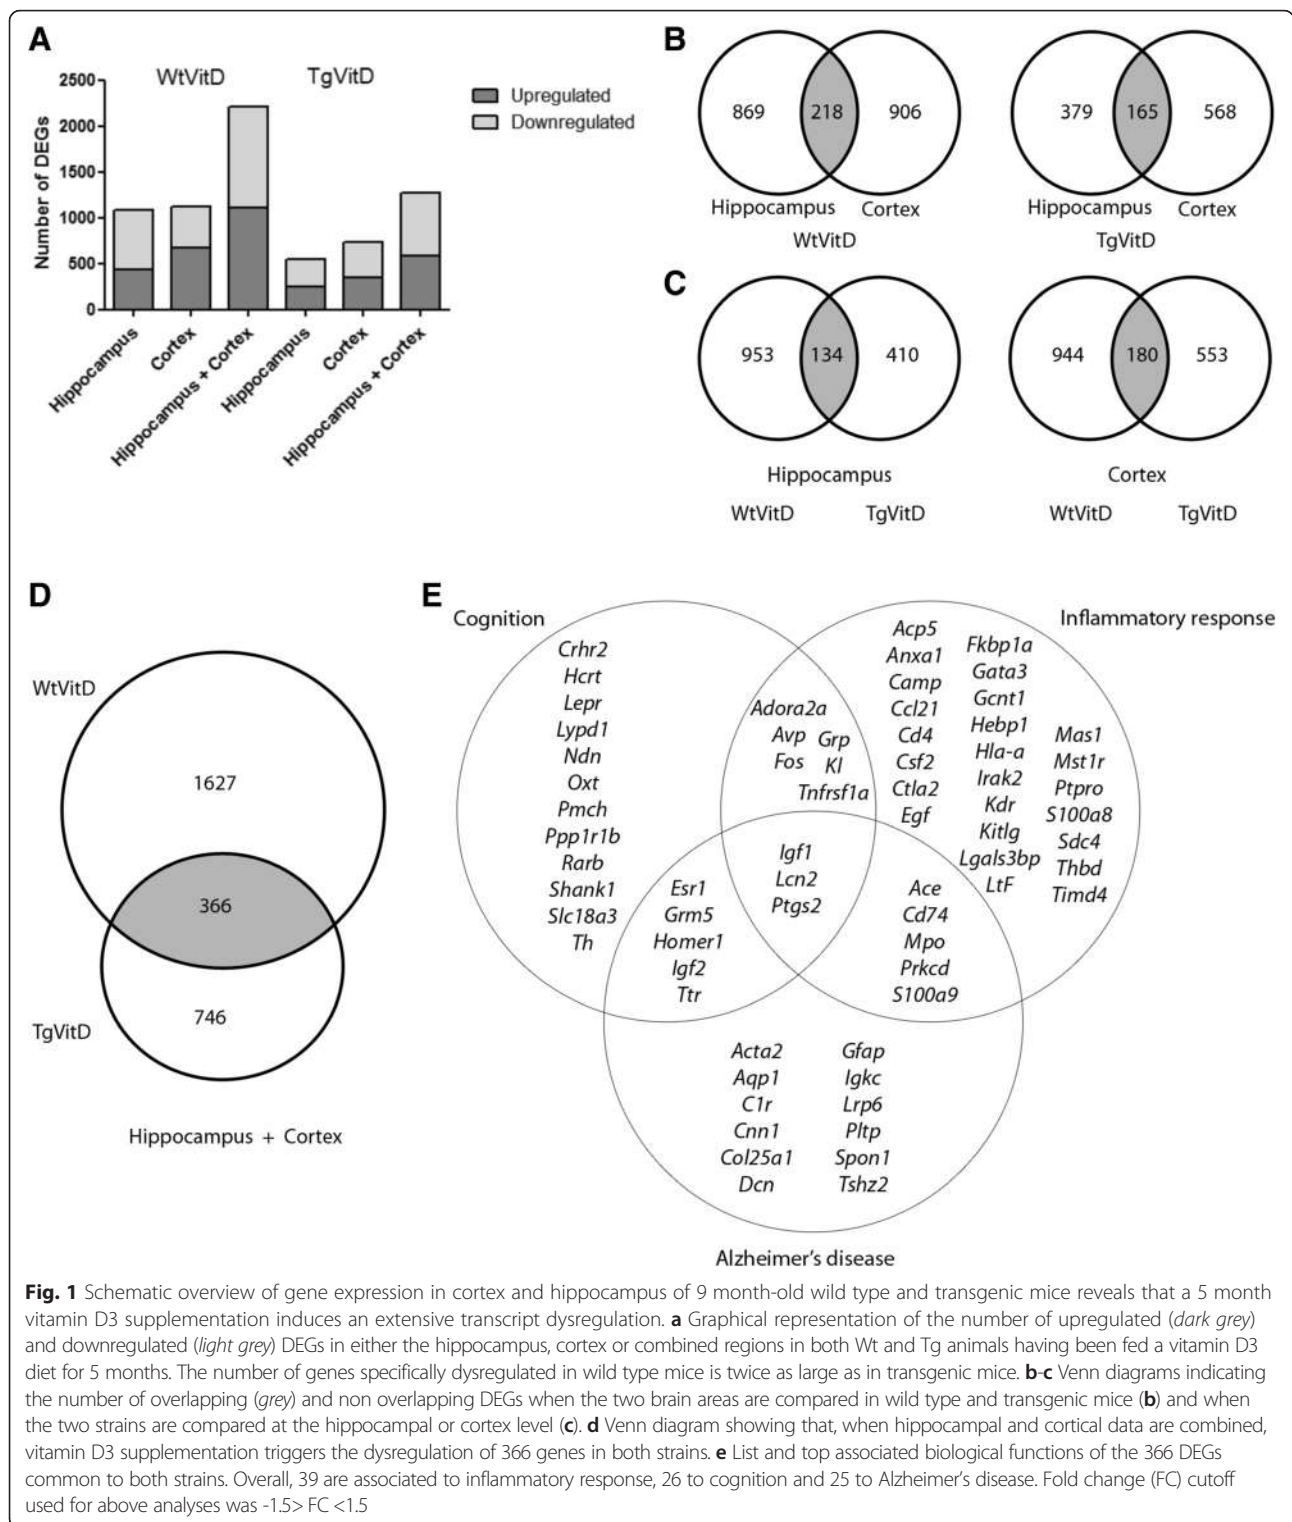 A
WtVitD TgVitD
Number of DEGs
2500
2000
1500
1000
500
0
Hippocampus
Cortex
Hippocampus + Cortex
Hippocampus
Cortex
Hippocampus + Cortex
Upregulated
Downregulated
B
869 218 906
Hippocampus Cortex
WtVitD
379 165 568
Hippocampus Cortex
TgVitD
C
953 134 410
Hippocampus
WtVitD TgVitD
944 180 553
Cortex
WtVitD TgVitD
D
WtVitD
1627
366
746
TgVitD
Hippocampus + Cortex
E
Cognition
Inflammatory response
Crhr2
Hcrt
Lepr
Lypd1
Ndn
Oxt
Pmch
Ppp1r1b
Rarb
Shank1
Slc18a3
Th
Adora2a
Avp Grp
Fos Kl
Tnfrsf1a
Acp5
Anxa1
Camp
Ccl21
Cd4
Csf2
Ctla2
Egf
Fkbp1a
Gata3
Gcnt1
Hebp1
Hla-a
Irak2
Kdr
Kitlg
Lgals3bp
LtF
Mas1
Mst1r
Ptpro
S100a8
Sdc4
Thbd
Timd4
Igf1
Lcn2
Ptgs2
Esr1
Grm5
Homer1
Igf2
Ttr
Ace
Cd74
Mpo
Prkcd
S100a9
Acta2
Aqp1
C1r
Cnn1
Col25a1
Dcn
Gfap
Igkc
Lrp6
Pltp
Spon1
Tshz2
Alzheimer's disease
Fig. 1 Schematic overview of gene expression in cortex and hippocampus of 9 month-old wild type and transgenic mice reveals that a 5 month
vitamin D3 supplementation induces an extensive transcript dysregulation. a Graphical representation of the number of upregulated (dark grey)
and downregulated (light grey) DEGs in either the hippocampus, cortex or combined regions in both Wt and Tg animals having been fed a vitamin D3
diet for 5 months. The number of genes specifically dysregulated in wild type mice is twice as large as in transgenic mice. b-c Venn diagrams indicating
the number of overlapping (grey) and non overlapping DEGs when the two brain areas are compared in wild type and transgenic mice (b) and when
the two strains are compared at the hippocampal or cortex level (c). d Venn diagram showing that, when hippocampal and cortical data are combined,
vitamin D3 supplementation triggers the dysregulation of 366 genes in both strains. e List and top associated biological functions of the 366 DEGs
common to both strains. Overall, 39 are associated to inflammatory response, 26 to cognition and 25 to Alzheimer's disease. Fold change (FC) cutoff
used for above analyses was -1.5> FC <1.5